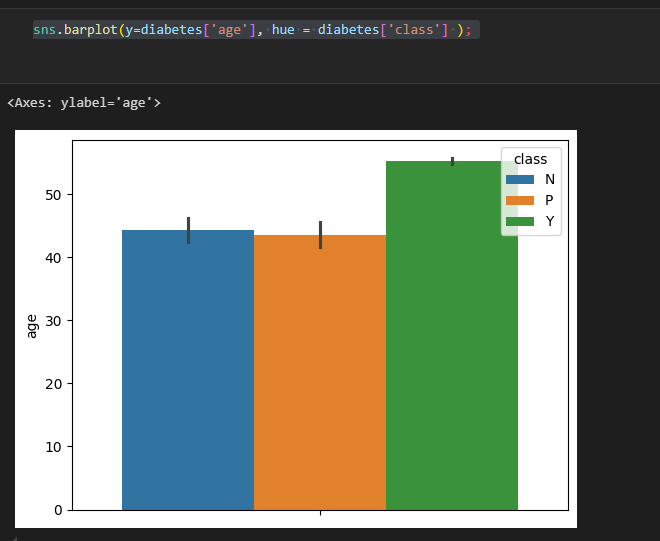 sns.barplot(y=diabetes['age'], hue = diabetes['class'] );
<Axes: ylabel='age'>
class
N
P
Y
50
40
30
20
10
0
age